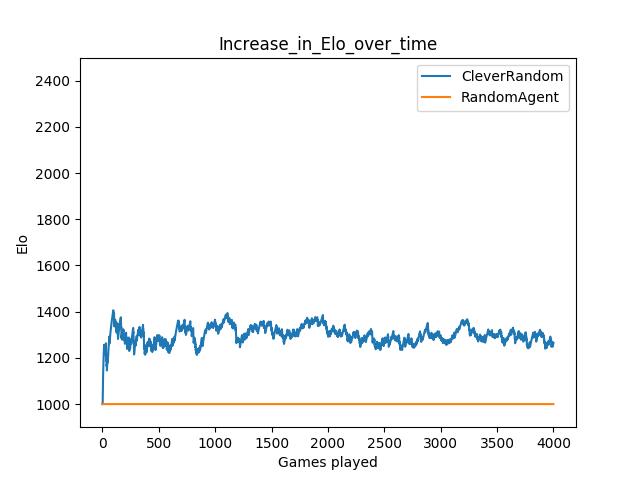 Increase_in_Elo_over_time
CleverRandom
RandomAgent
2400
2200
2000
1800
1600
1400
1200
1000
Elo
0 500 1000 1500 2000 2500 3000 3500 4000
Games played